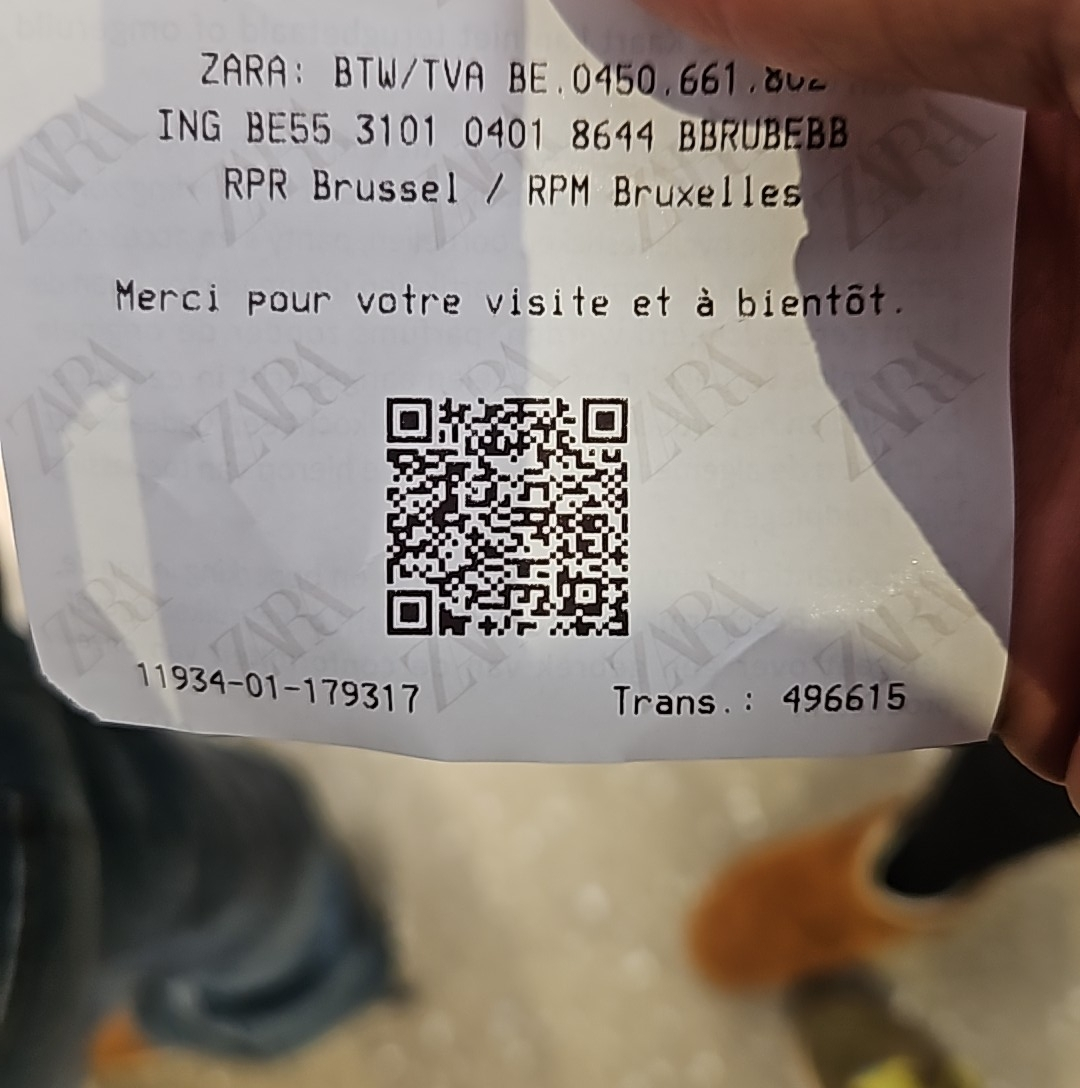 ZARA: BTW/TVA BE.0450.661.802
ING BE55 3101 0401 8644 BBRUBEBB
RPR Brussel / RPM Bruxelles
Merci pour votre visite et à bientôt.
11934-01-179317
Trans.: 496615